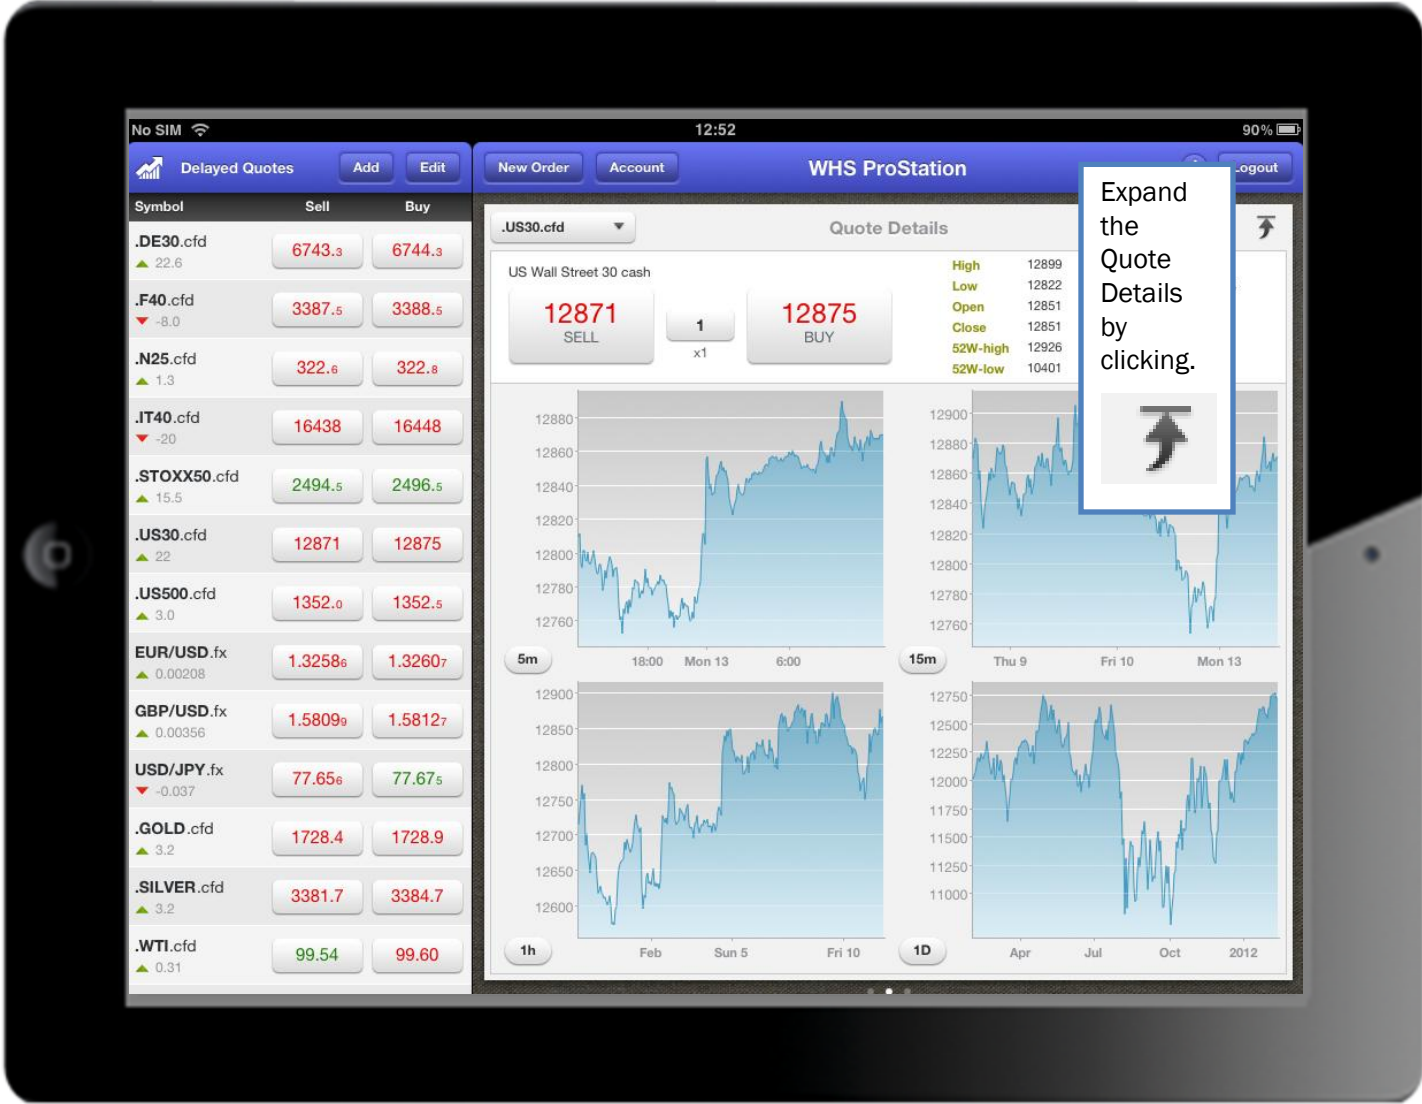 No SIM 12:52 90%
Delayed Quotes Add Edit New Order Account WHS ProStation Logout
Symbol Sell Buy
.DE30.cfd 6743.3 6744.3
22.6
.F40.cfd 3387.5 3388.5
-8.0
.N25.cfd 322.6 322.8
1.3
.IT40.cfd 16438 16448
-20
.STOXX50.cfd 2494.5 2496.5
15.5
.US30.cfd 12871 12875
22
.US500.cfd 1352.0 1352.5
3.0
EUR/USD.fx 1.32586 1.32607
0.00208
GBP/USD.fx 1.58099 1.58127
0.00356
USD/JPY.fx 77.656 77.675
-0.037
.GOLD.cfd 1728.4 1728.9
3.2
.SILVER.cfd 3381.7 3384.7
3.2
.WTI.cfd 99.54 99.60
0.31
.US30.cfd Quote Details
US Wall Street 30 cash
12871
SELL
1
x1
12875
BUY
High 12899
Low 12822
Open 12851
Close 12851
52W-high 12926
52W-low 10401
Expand
the
Quote
Details
by
clicking.
12880
12860
12840
12820
12800
12780
12760
5m 18:00 Mon 13 6:00
12900
12880
12860
12840
12820
12800
12780
12760
15m Thu 9 Fri 10 Mon 13
12900
12850
12800
12750
12700
12650
12600
1h Feb Sun 5 Fri 10
12750
12500
12250
12000
11750
11500
11250
11000
1D Apr Jul Oct 2012